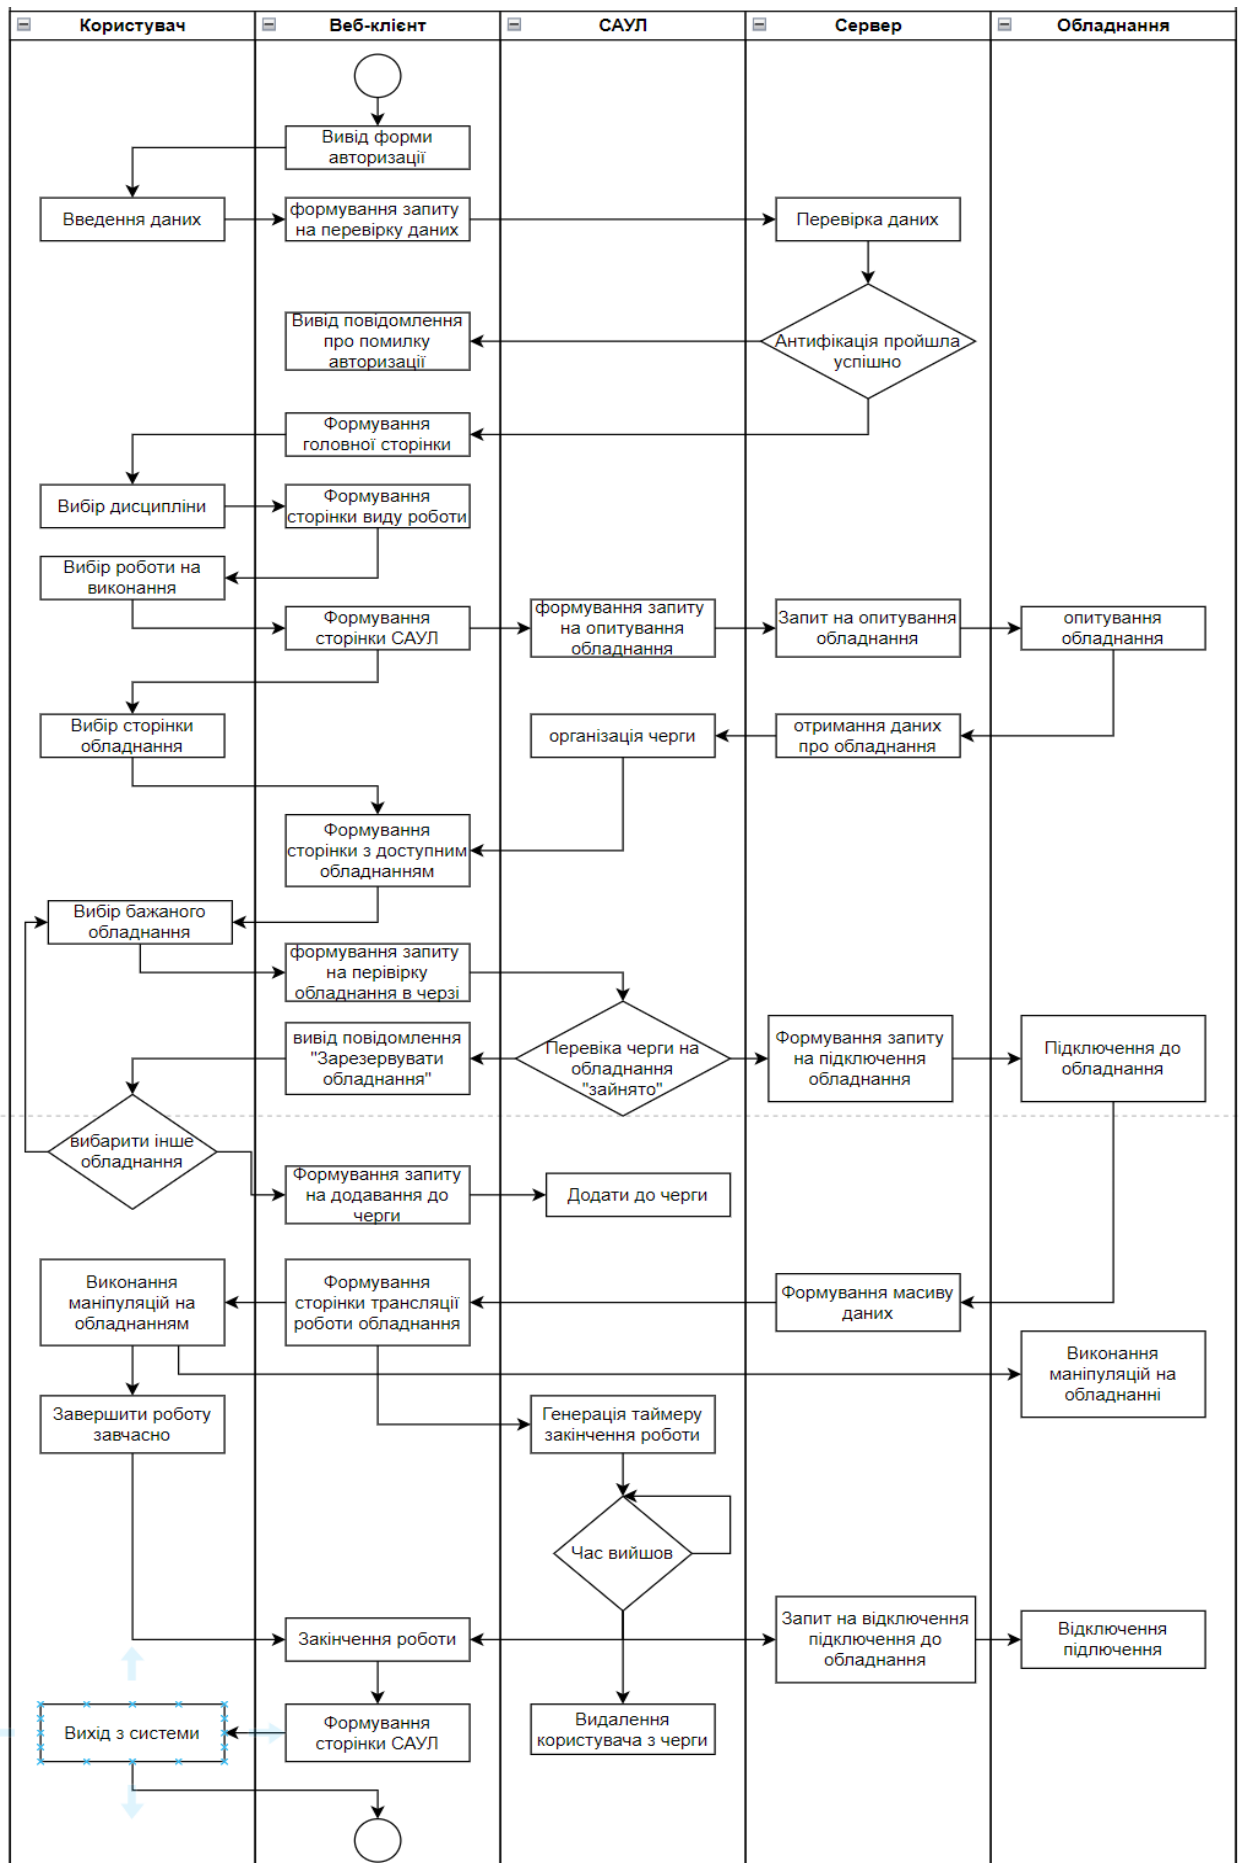 Користувач
Веб-клієнт
САУЛ
Сервер
Обладнання
Вивід форми
авторизації
Введення даних
формування запиту
на перевірку даних
Перевірка даних
Вивід повідомлення
про помилку
авторизації
Антифікація пройшла
успішно
Формування
головної сторінки
Вибір дисципліни
Формування
сторінки виду роботи
Вибір роботи на
виконання
Формування
сторінки САУЛ
формування запиту
на опитування
обладнання
Запит на опитування
обладнання
опитування
обладнання
Вибір сторінки
обладнання
організація черги
отримання даних
про обладнання
Формування
сторінки з доступним
обладнанням
Вибір бажаного
обладнання
формування запиту
на перівірку
обладнання в черзі
вивід повідомлення
"Зарезервувати
обладнання"
Перевіка черги на
обладнання
"зайнято"
Формування запиту
на підключення
обладнання
Підключення до
обладнання
вибарити інше
обладнання
Формування запиту
на додавання до
черги
Додати до черги
Виконання
маніпуляцій на
обладнанням
Формування
сторінки трансляції
роботи обладнання
Формування масиву
даних
Виконання
маніпуляцій на
обладнанні
Завершити роботу
завчасно
Генерація таймеру
закінчення роботи
Час вийшов
Закінчення роботи
Запит на відключення
підключення до
обладнання
Відключення
підлючення
Вихід з системи
Формування
сторінки САУЛ
Видалення
користувача з черги